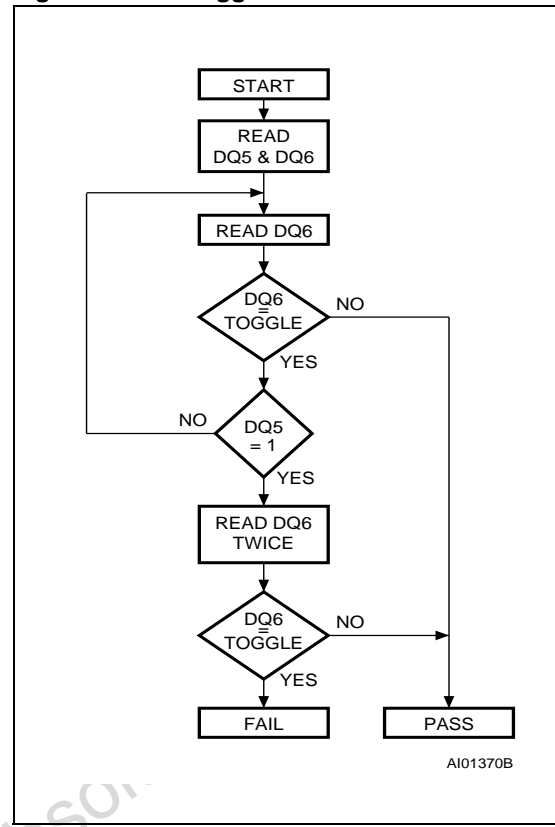 START
READ
DQ5 & DQ6
READ DQ6
DQ6
=
TOGGLE
NO
YES
NO
DQ5
= 1
YES
READ DQ6
TWICE
DQ6
=
TOGGLE
NO
YES
FAIL
PASS
AI01370B